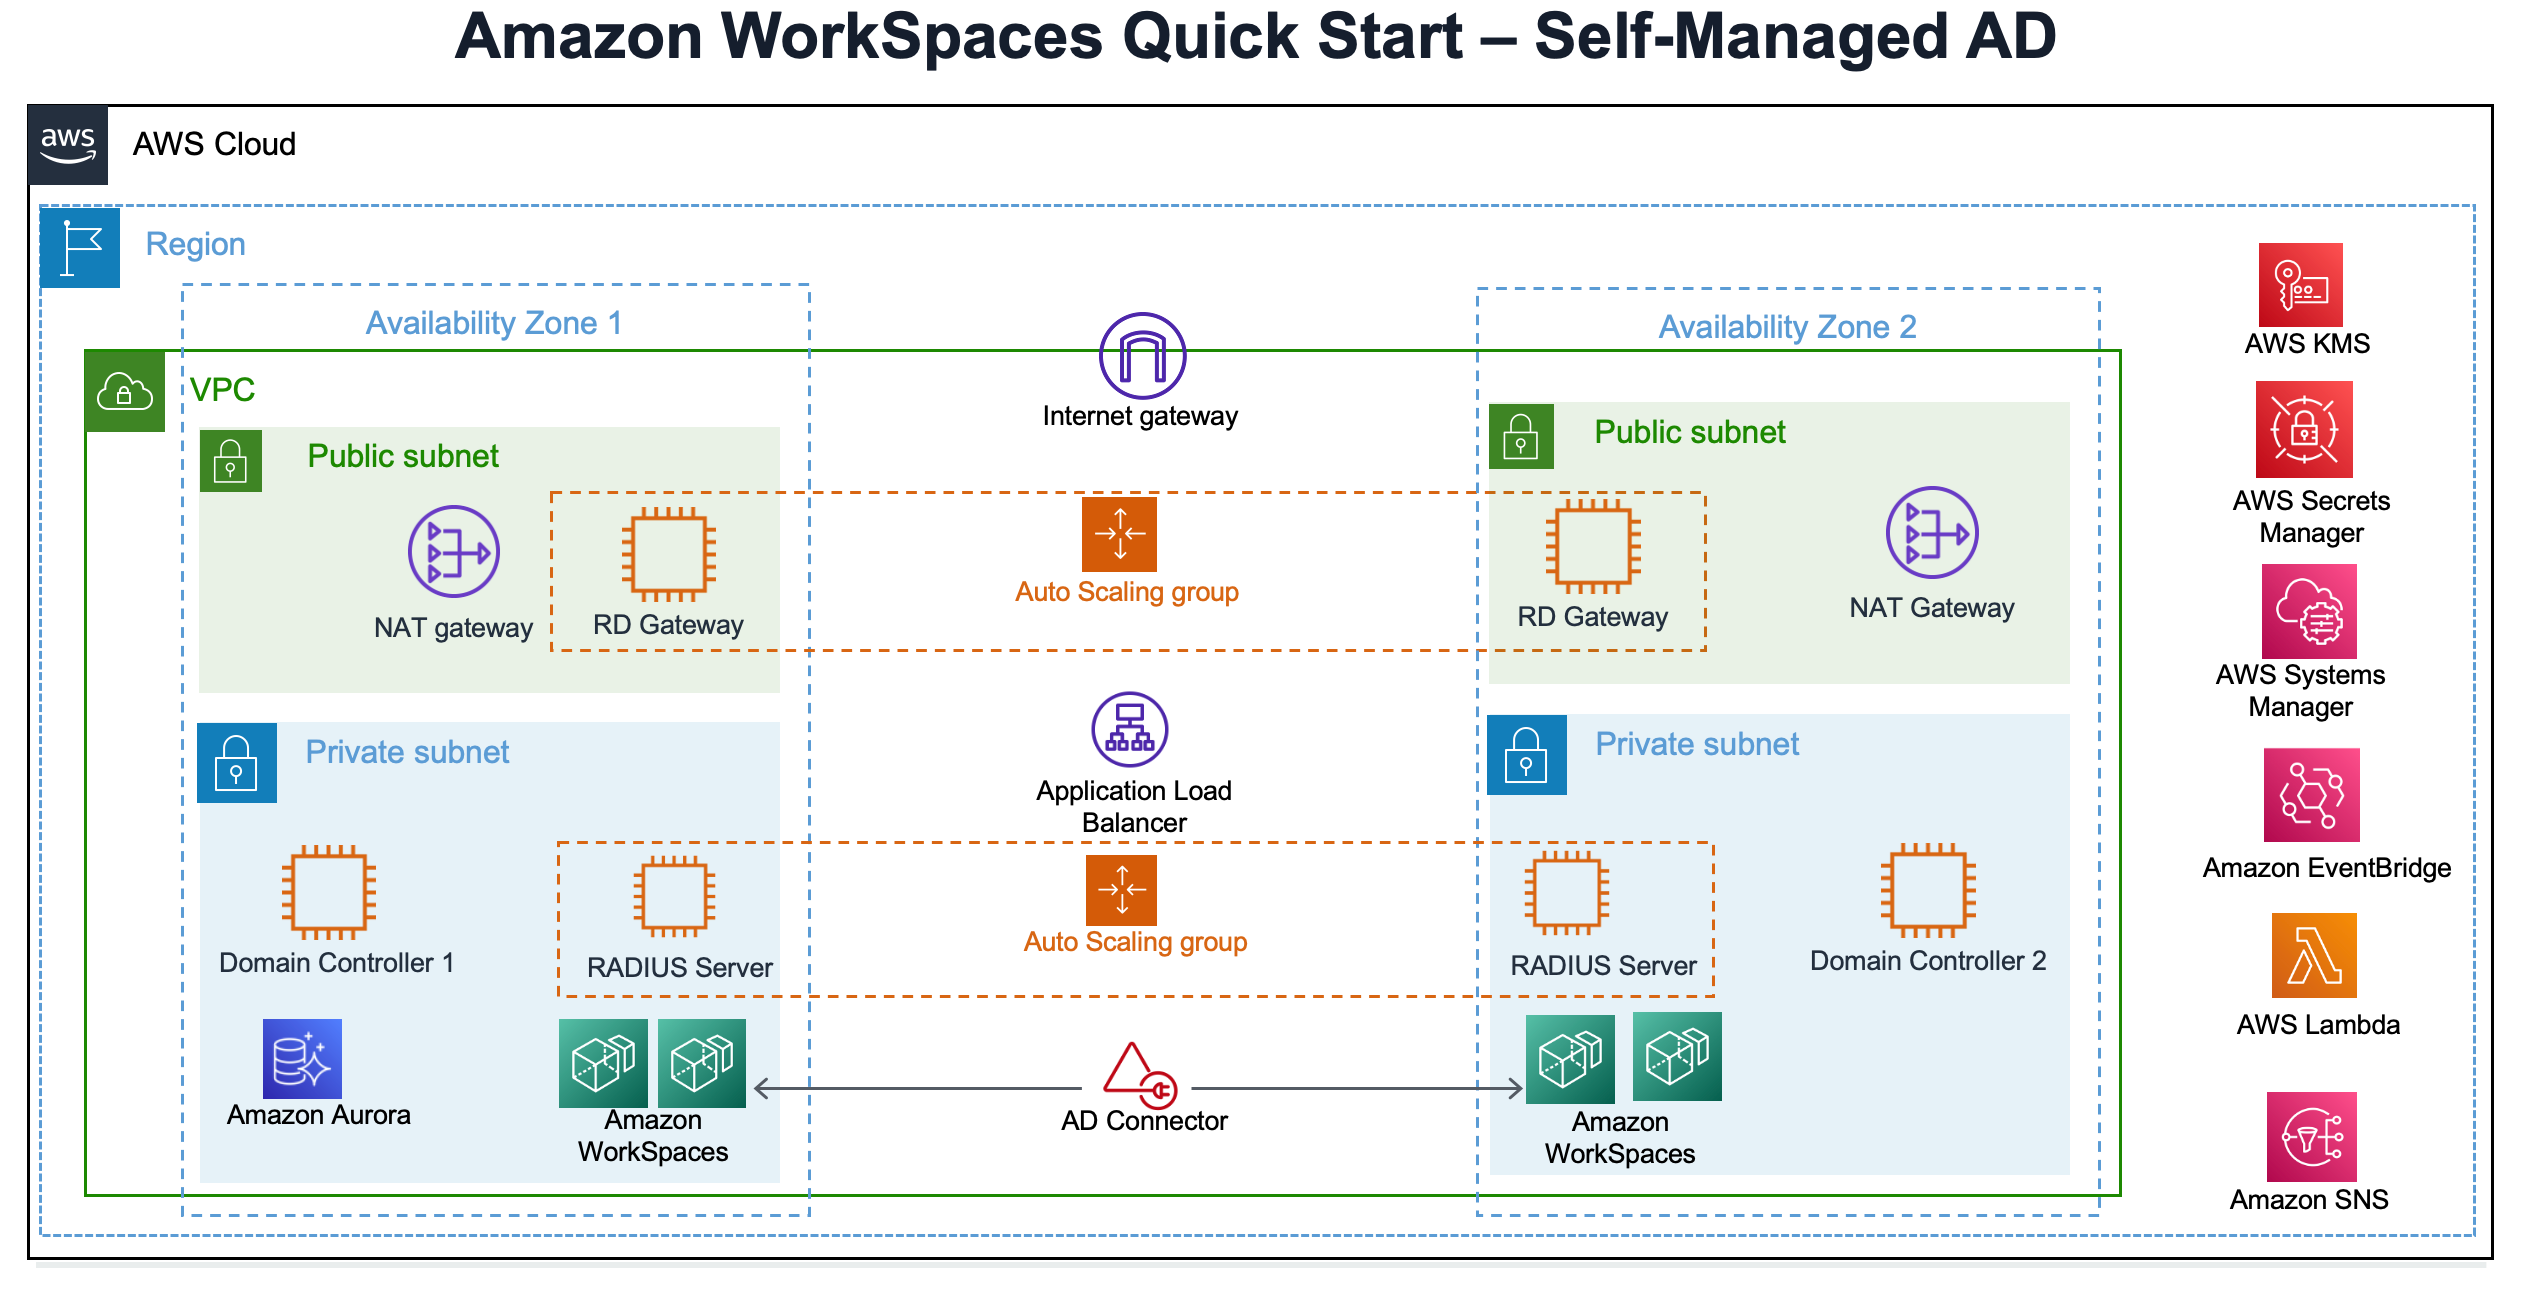 Amazon WorkSpaces Quick Start – Self-Managed AD
aws
AWS Cloud
Region
Availability Zone 1
VPC
Public subnet
NAT gateway
RD Gateway
Private subnet
Domain Controller 1
RADIUS Server
Amazon Aurora
Amazon
WorkSpaces
Internet gateway
Auto Scaling group
Application Load
Balancer
Auto Scaling group
AD Connector
Availability Zone 2
Public subnet
RD Gateway
NAT Gateway
Private subnet
RADIUS Server
Domain Controller 2
Amazon
WorkSpaces
AWS KMS
AWS Secrets
Manager
AWS Systems
Manager
Amazon EventBridge
AWS Lambda
Amazon SNS